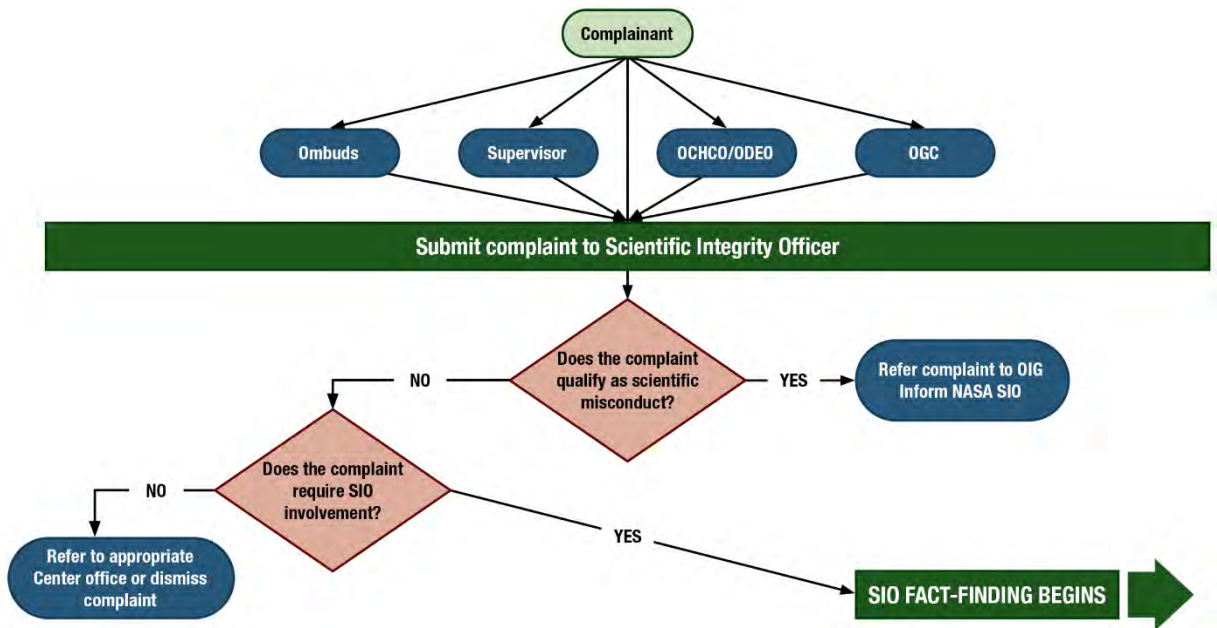 Complainant
Ombuds
Supervisor
OCHCO/ODEO
OGC
Submit complaint to Scientific Integrity Officer
Does the complaint
qualify as scientific
misconduct?
NO
YES
Refer complaint to OIG
Inform NASA SIO
Does the complaint
require SIO
involvement?
NO
YES
Refer to appropriate
Center office or dismiss
complaint
SIO FACT-FINDING BEGINS